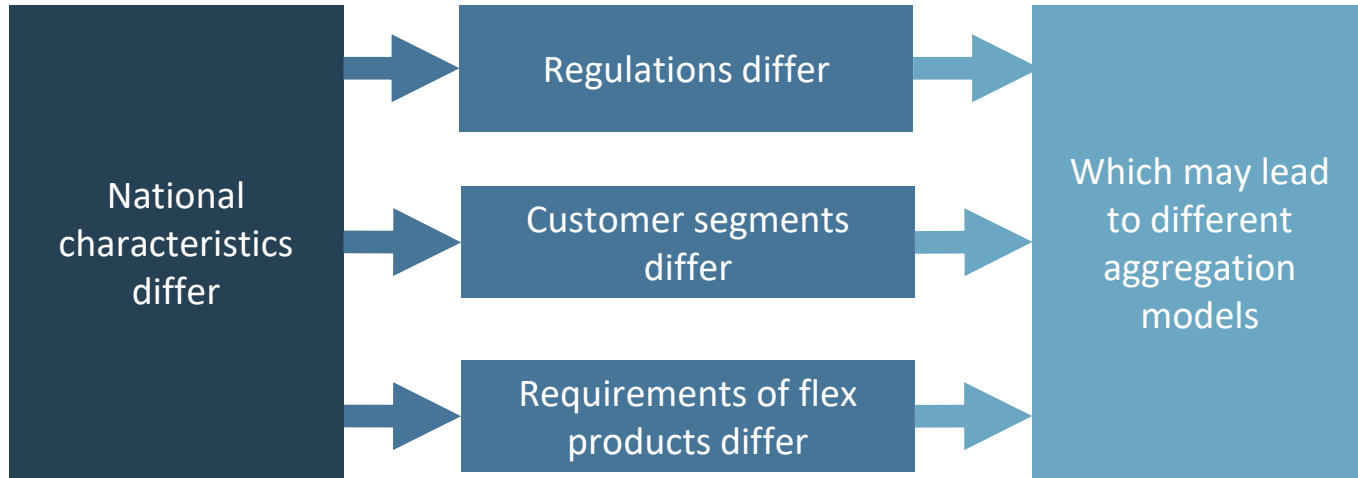 National
characteristics
differ
Regulations differ
Customer segments
differ
Requirements of flex
products differ
Which may lead
to different
aggregation
models